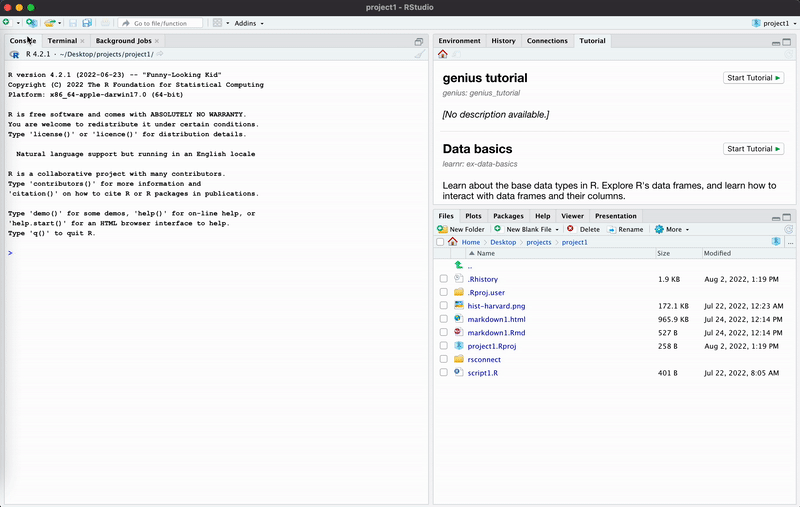 project1 - RStudio
Go to file/function
Addins
project1
Console
Terminal
Background Jobs
R 4.2.1 · ~/Desktop/projects/project1/
R version 4.2.1 (2022-06-23) -- "Funny-Looking Kid"
Copyright (C) 2022 The R Foundation for Statistical Computing
Platform: x86_64-apple-darwin17.0 (64-bit)
R is free software and comes with ABSOLUTELY NO WARRANTY.
You are welcome to redistribute it under certain conditions.
Type 'license()' or 'licence()' for distribution details.
Natural language support but running in an English locale
R is a collaborative project with many contributors.
Type 'contributors()' for more information and
'citation()' on how to cite R or R packages in publications.
Type 'demo()' for some demos, 'help()' for on-line help, or
'help.start()' for an HTML browser interface to help.
Type 'q()' to quit R.
>
Environment History Connections Tutorial
genius tutorial
Start Tutorial
genius: genius_tutorial
[No description available.]
Data basics
Start Tutorial
learnr: ex-data-basics
Learn about the base data types in R. Explore R's data frames, and learn how to
interact with data frames and their columns.
Files Plots Packages Help Viewer Presentation
New Folder New Blank File Delete Rename More
Home Desktop projects project1 ...
Name Size Modified
..
.Rhistory 1.9 KB Aug 2, 2022, 1:19 PM
.Rproj.user
hist-harvard.png 172.1 KB Jul 22, 2022, 12:23 AM
markdown1.html 965.9 KB Jul 24, 2022, 12:14 PM
markdown1.Rmd 527 B Jul 24, 2022, 12:14 PM
project1.Rproj 258 B Aug 2, 2022, 1:19 PM
rsconnect
script1.R 401 B Jul 22, 2022, 8:05 AM